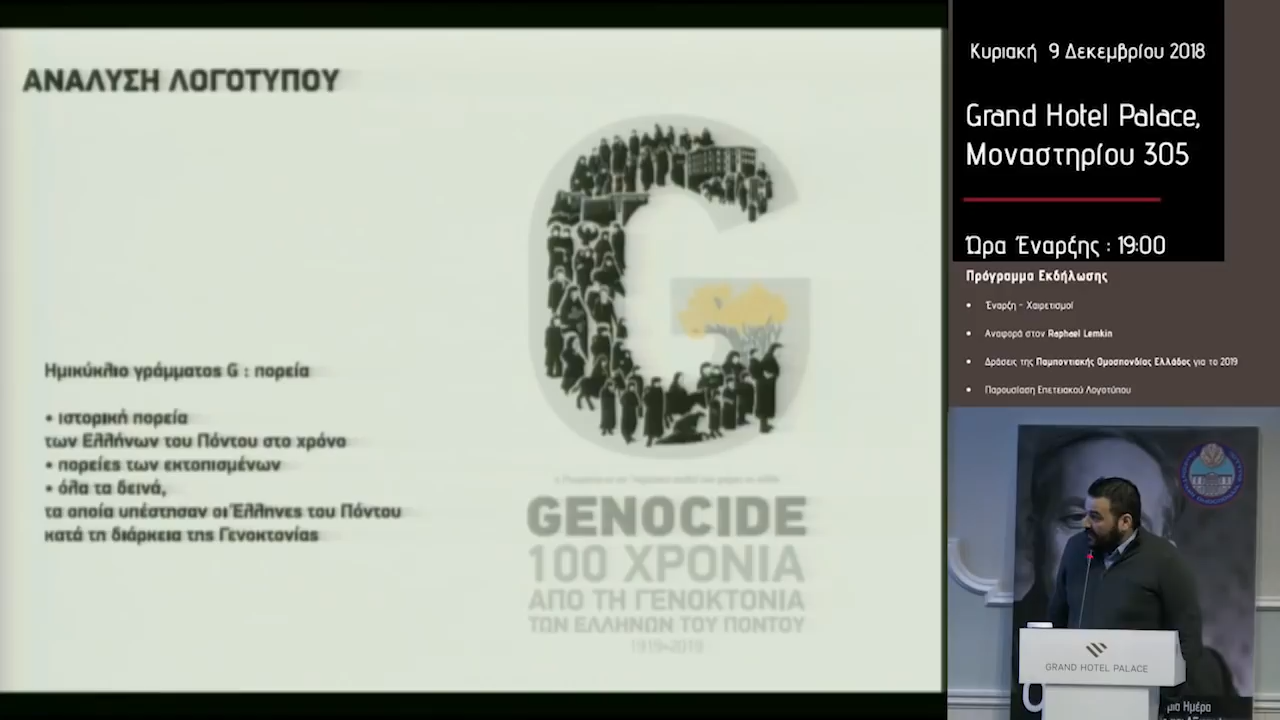 ΑΝΑΛΥΣΗ ΛΟΓΟΤΥΠΟΥ
Ημικύκλιο γράμματος G : πορεία
• ιστορική πορεία
των Ελλήνων του Πόντου στο χρόνο
• πορείες των εκτοπισμένων
• όλα τα δεινά,
τα οποία υπέστησαν οι Έλληνες του Πόντου
κατά τη διάρκεια της Γενοκτονίας
GENOCIDE
100 ΧΡΟΝΙΑ
ΑΠΟ ΤΗ ΓΕΝΟΚΤΟΝΙΑ
ΤΩΝ ΕΛΛΗΝΩΝ ΤΟΥ ΠΟΝΤΟΥ
1919-2019
Κυριακή 9 Δεκεμβρίου 2018
Grand Hotel Palace,
Μοναστηρίου 305
Ώρα Έναρξης : 19:00
Πρόγραμμα Εκδήλωσης
• Έναρξη - Χαιρετισμοί
• Αναφορά στον Raphael Lemkin
• Δράσεις της Παμποντιακής Ομοσπονδίας Ελλάδος για το 2019
• Παρουσίαση Επετειακού Λογοτύπου
GRAND HOTEL PALACE
μια Ημέρα